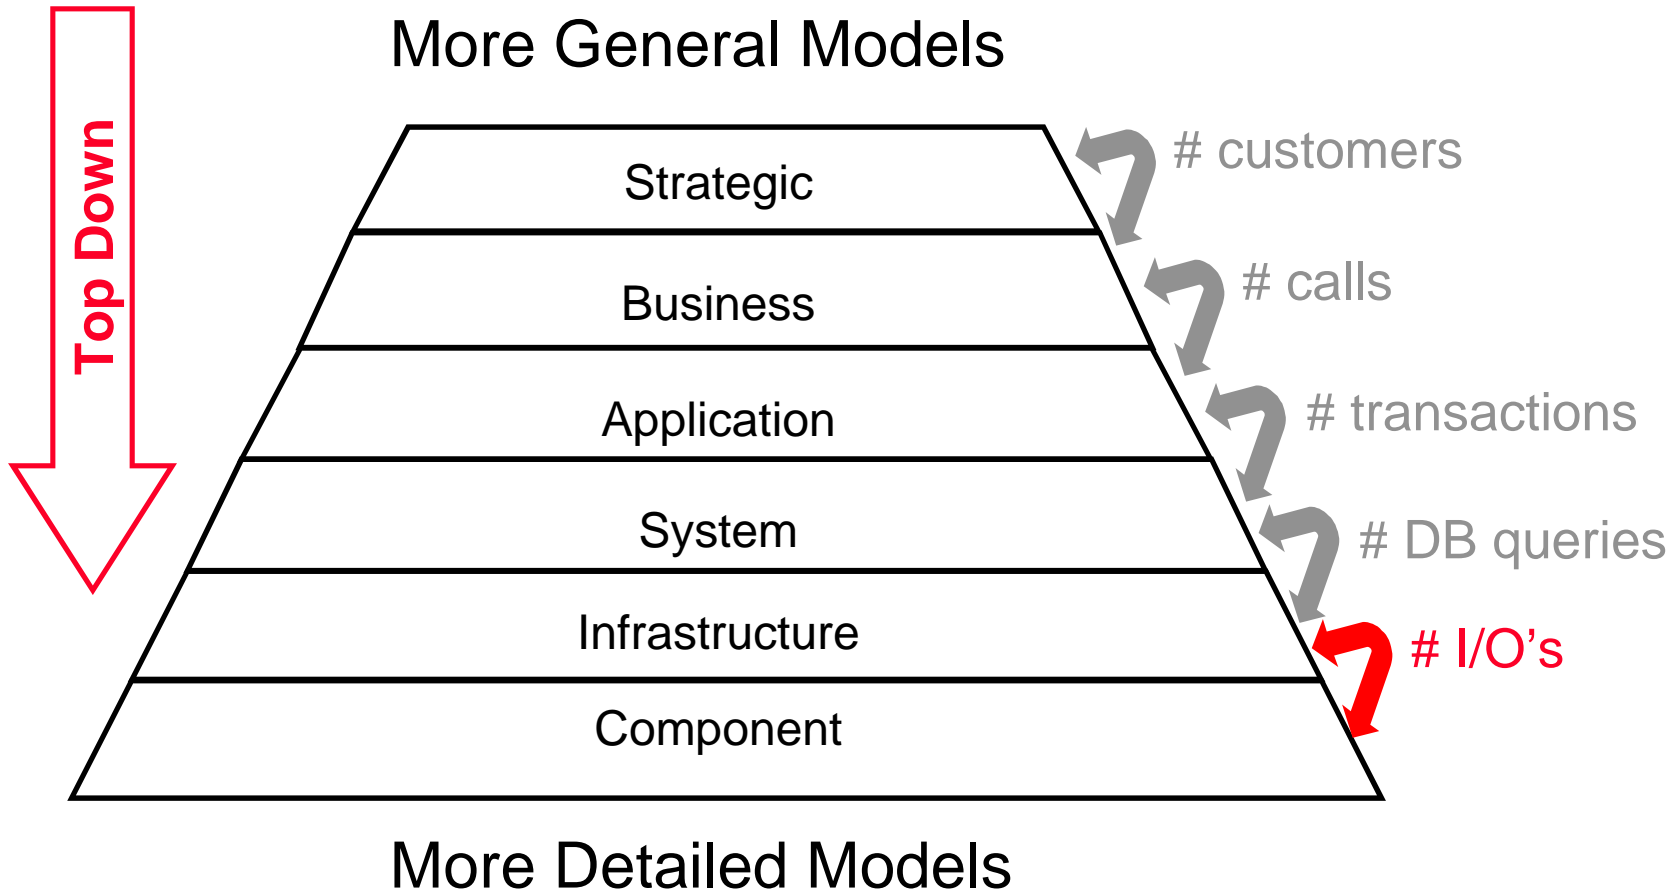 More General Models
Top Down
Strategic
# customers
Business
# calls
Application
# transactions
System
# DB queries
Infrastructure
# I/O’s
Component
More Detailed Models